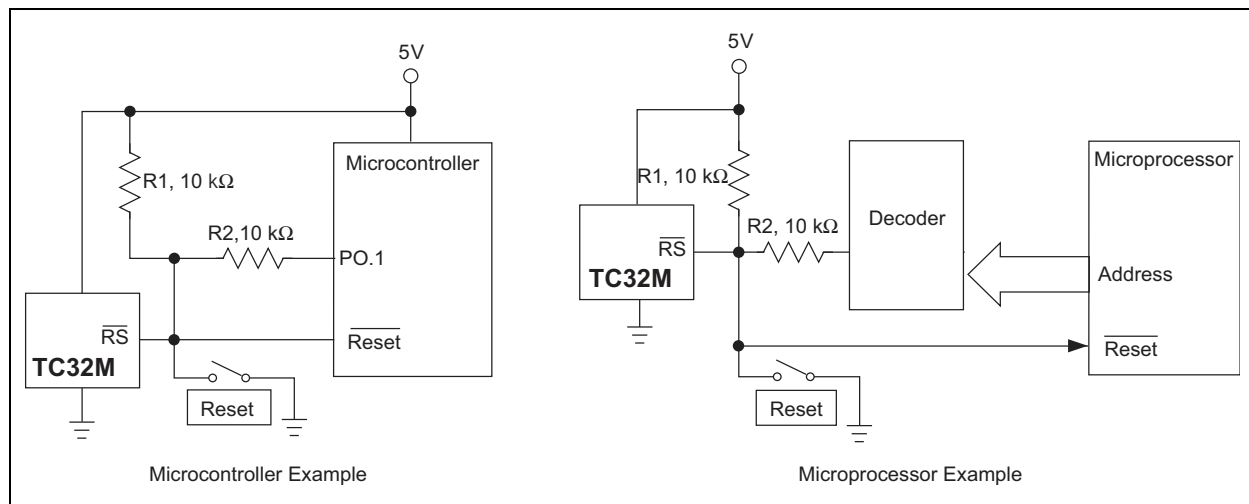 5V
Microcontroller
R1, 10 kΩ
R2,10 kΩ
PO.1
RS
TC32M
Reset
Reset
Microcontroller Example
5V
Microprocessor
R1, 10 kΩ
Decoder
R2, 10 kΩ
RS
TC32M
Address
Reset
Reset
Microprocessor Example